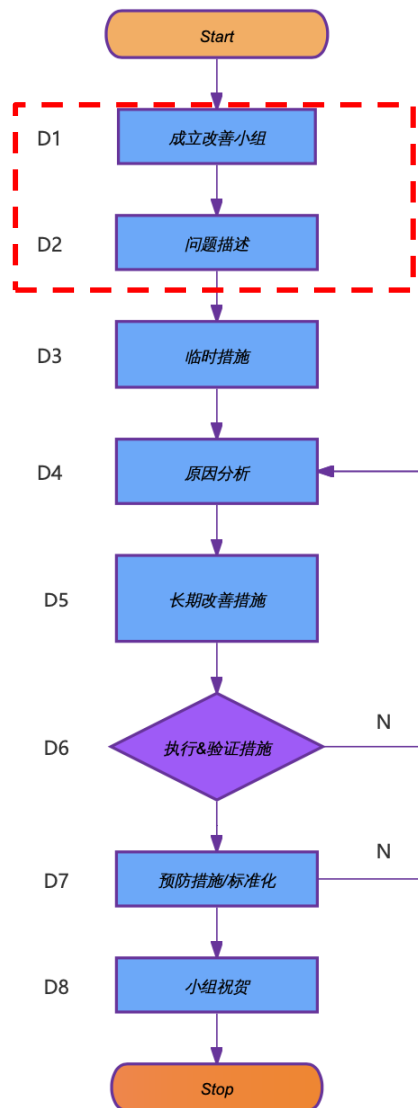 Start
D1
成立改善小组
D2
问题描述
D3
临时措施
D4
原因分析
D5
长期改善措施
D6
执行&验证措施
N
D7
预防措施/标准化
N
D8
小组祝贺
Stop